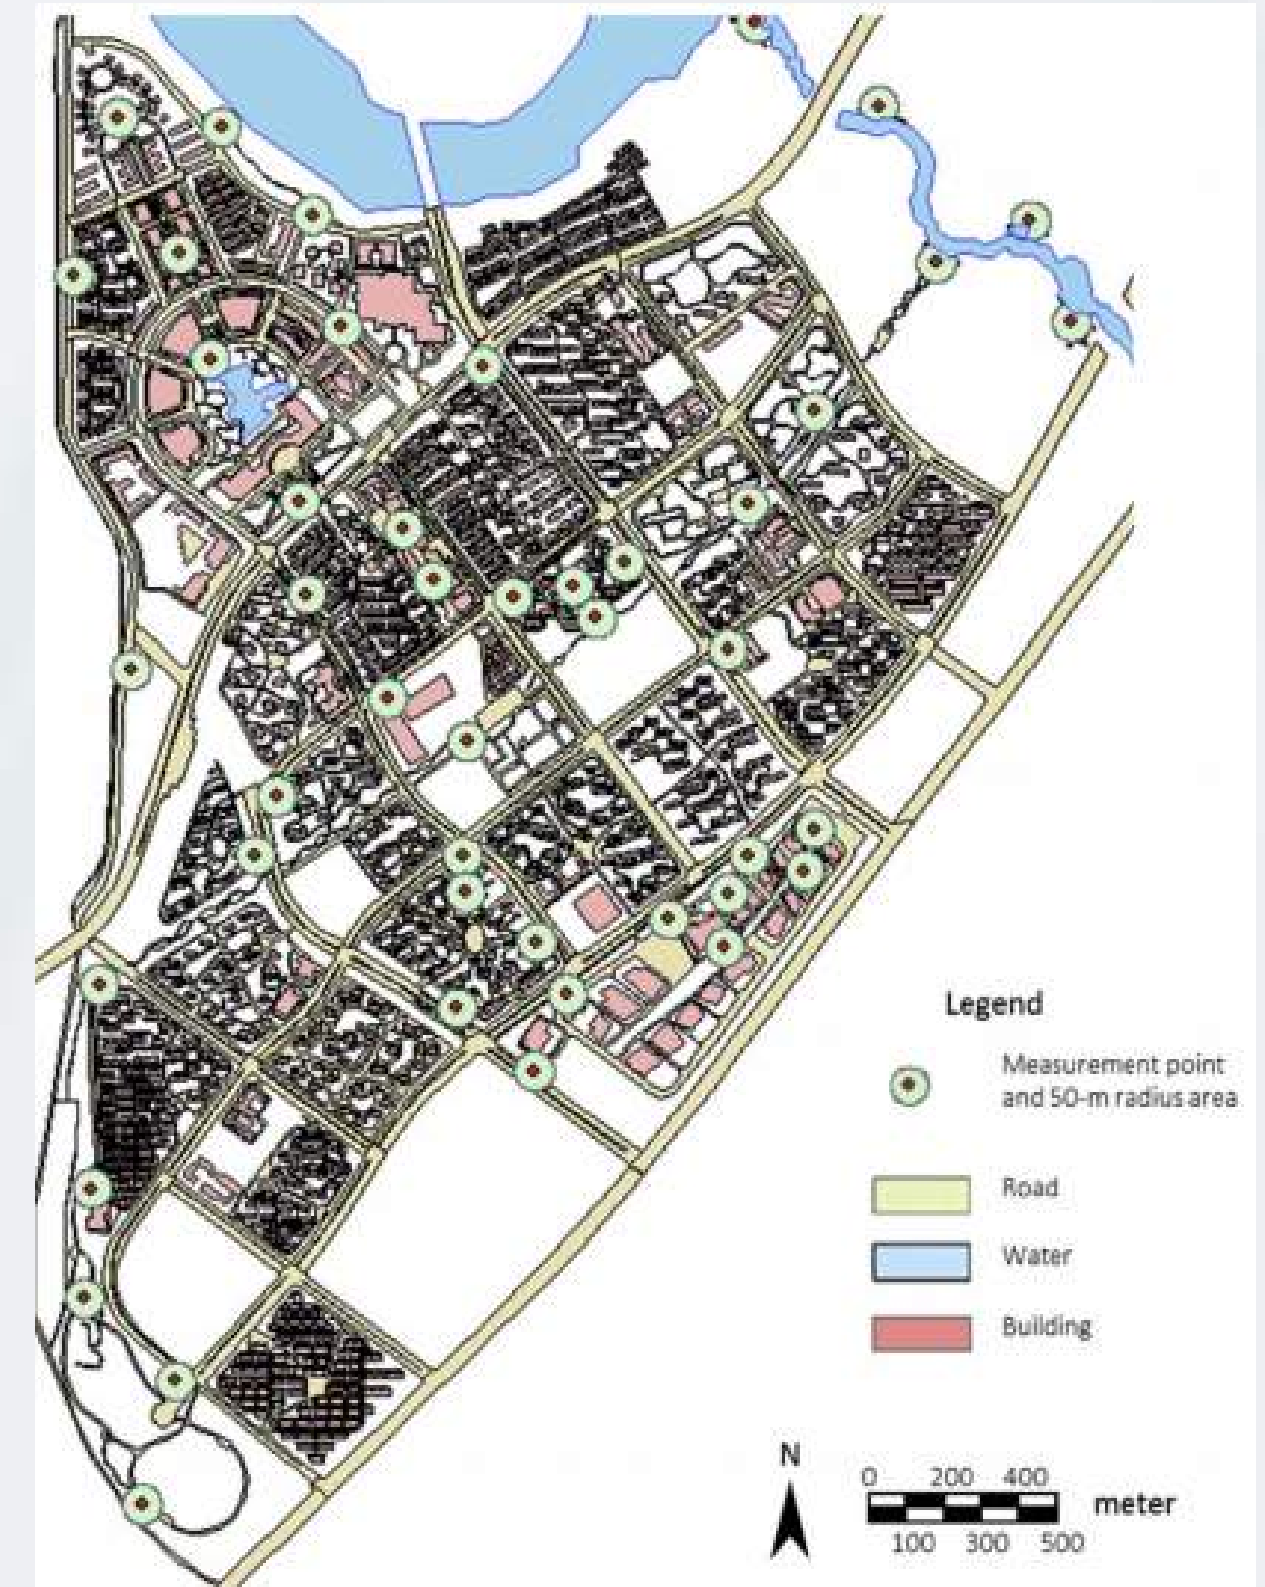 Legend
Measurement point
and 50-m radius area
Road
Water
Building
N
0 200 400
meter
100 300 500